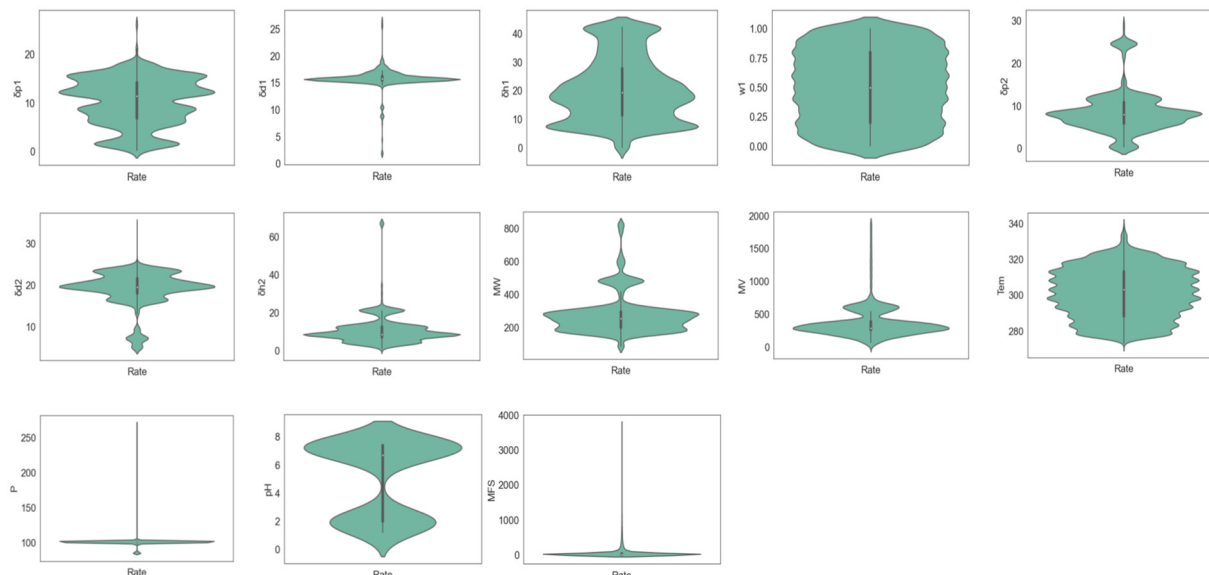 δp1
20
10
0
Rate
δd1
25
20
15
10
5
0
Rate
δh1
40
30
20
10
0
Rate
w1
1.00
0.75
0.50
0.25
0.00
Rate
δp2
30
20
10
0
Rate
δd2
30
20
10
Rate
δh2
60
40
20
0
Rate
MW
800
600
400
200
Rate
MV
2000
1500
1000
500
0
Rate
Tem
340
320
300
280
Rate
P
250
200
150
100
Rate
pH
8
6
4
2
0
Rate
MFS
4000
3000
2000
1000
0
Rate